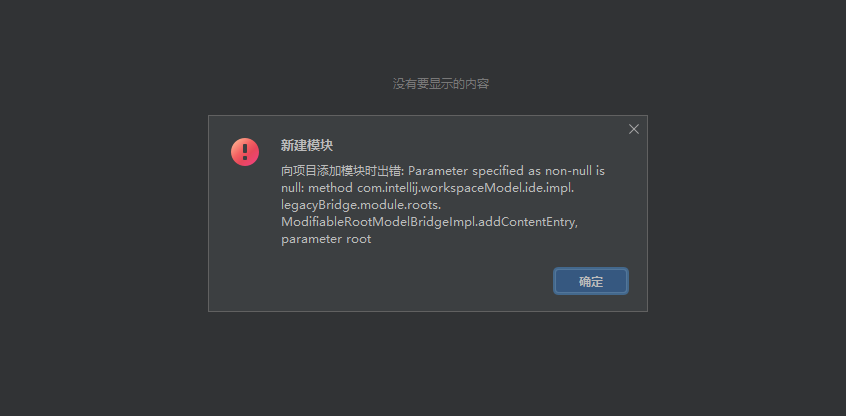 没有要显示的内容
新建模块
向项目添加模块时出错: Parameter specified as non-null is
null: method com.intellij.workspaceModel.ide.impl.
legacyBridge.module.roots.
ModifiableRootModelBridgeImpl.addContentEntry,
parameter root
确定